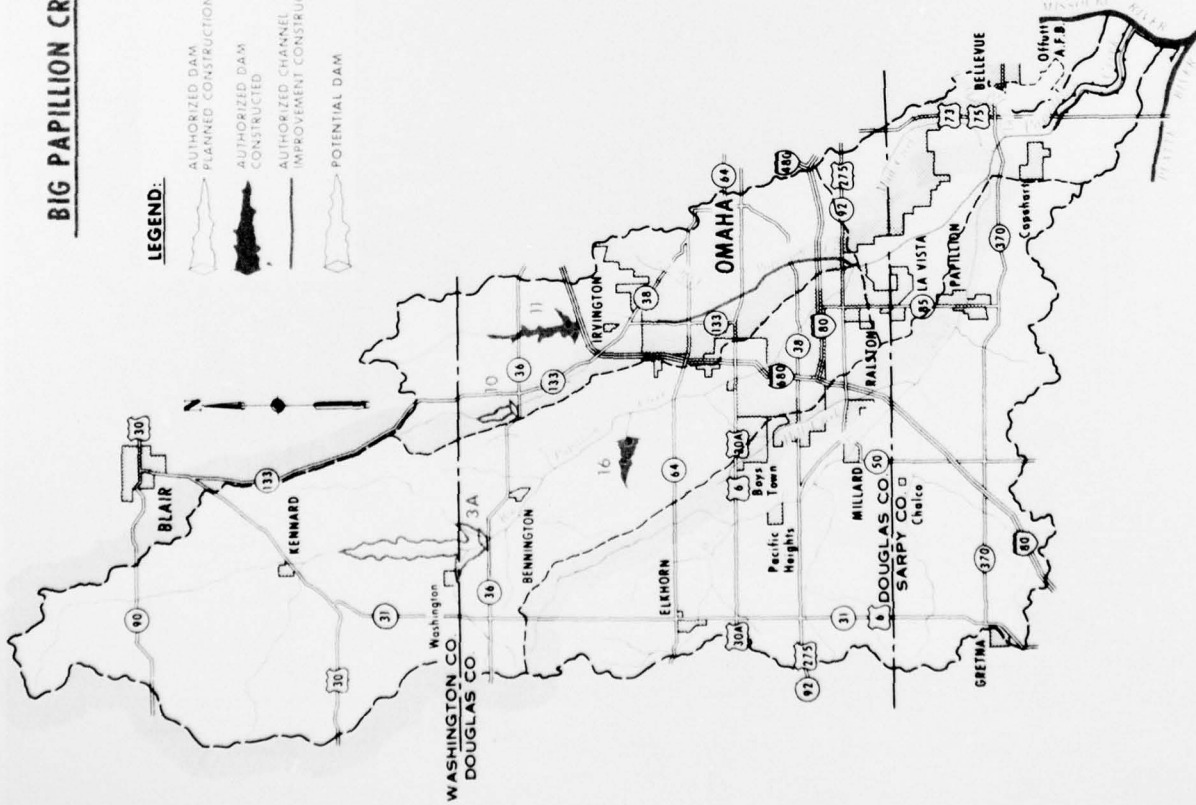 BIG PAPILLION CR
LEGEND:
AUTHORIZED DAM
PLANNED CONSTRUCTION
AUTHORIZED DAM
CONSTRUCTED
AUTHORIZED CHANNEL
IMPROVEMENT CONSTRUC
POTENTIAL DAM
N
BLAIR
30
90
133
KENNARD
31
30
Washington
WASHINGTON CO.
DOUGLAS CO.
3A
36
BENNINGTON
10
36
133
11
IRVINGTON
38
16
64
ELKHORN
133
OMAHA
64
680
30A
6
Boys
Town
30A
38
Pacific
Heights
92
275
80
480
92
275
MILLARD
RALSTON
31
6
50
DOUGLAS CO.
SARPY CO.
Chalco
LA VISTA
85
PAPILLION
370
370
80
GRETNA
Capehart
73
75
BELLEVUE
Offutt
A.F.B.
MISSOURI RIVER
PLATTE RIVER